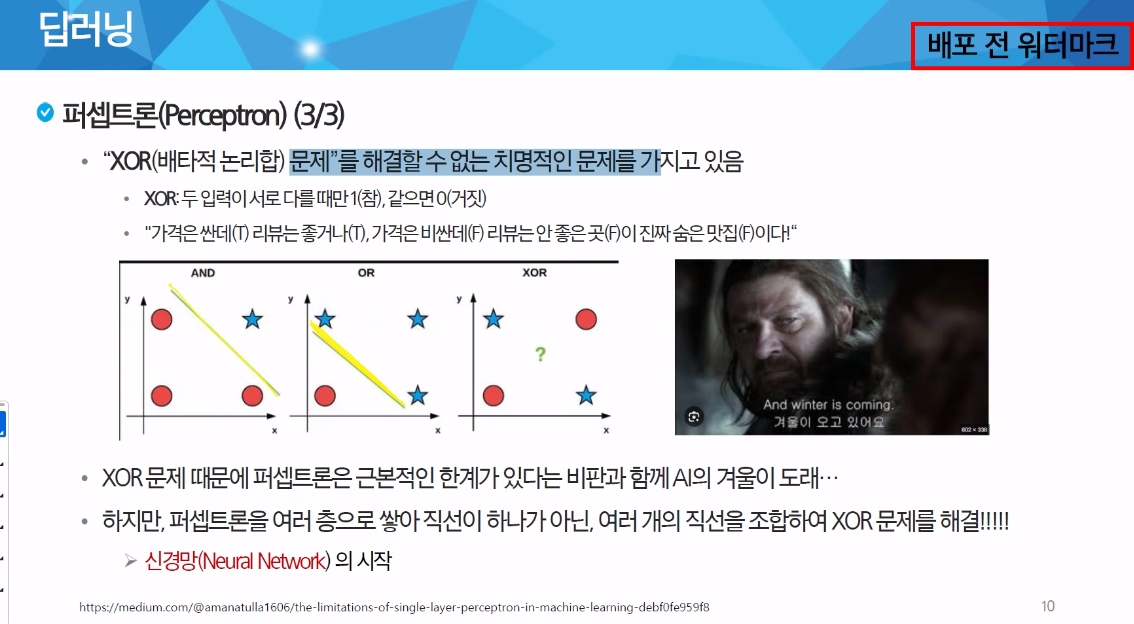 딥러닝
배포 전 워터마크
퍼셉트론(Perceptron) (3/3)
• “XOR(배타적 논리합) 문제”를 해결할 수 없는 치명적인 문제를 가지고 있음
• XOR: 두 입력이 서로 다를 때만 1(참), 같으면 0(거짓)
• "가격은 싼데(T) 리뷰는 좋거나(T), 가격은 비싼데(F) 리뷰는 안 좋은 곳(F)이 진짜 숨은 맛집(F)이다!“
AND
y
x
OR
y
x
XOR
y
?
x
And winter is coming.
겨울이 오고 있어요
602 × 338
• XOR 문제 때문에 퍼셉트론은 근본적인 한계가 있다는 비판과 함께 AI의 겨울이 도래…
• 하지만, 퍼셉트론을 여러 층으로 쌓아 직선이 하나가 아닌, 여러 개의 직선을 조합하여 XOR 문제를 해결!!!!!
➢ 신경망(Neural Network) 의 시작
https://medium.com/@amanatulla1606/the-limitations-of-single-layer-perceptron-in-machine-learning-debf0fe959f8
10